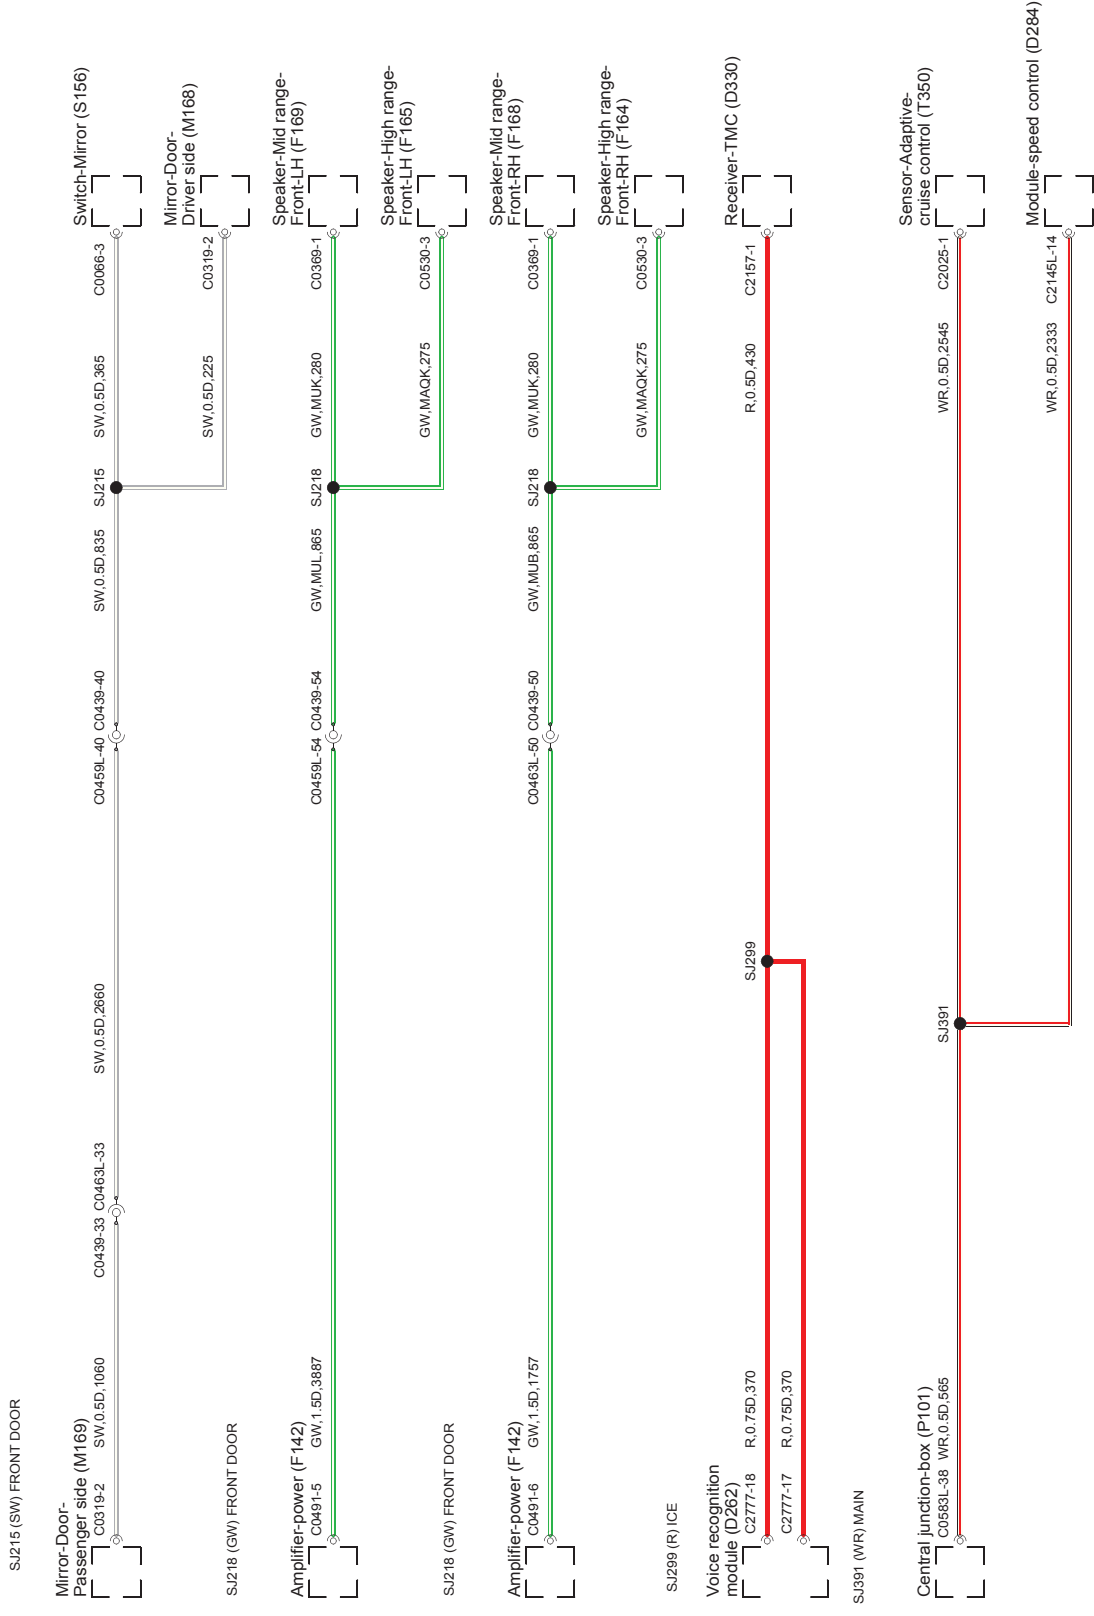 SJ215 (SW) FRONT DOOR
Mirror-Door-
Passenger side (M169)
C0319-2
SW,0.5D,1060
C0439-33
C0463L-33
SW,0.5D,2660
C0459L-40
C0439-40
SW,0.5D,835
SJ215
SW,0.5D,365
C0066-3
Switch-Mirror (S156)
SW,0.5D,225
C0319-2
Mirror-Door-
Driver side (M168)
SJ218 (GW) FRONT DOOR
Amplifier-power (F142)
C0491-5
GW,1.5D,3887
C0459L-54
C0439-54
GW,MUL,865
SJ218
GW,MUK,280
C0369-1
Speaker-Mid range-
Front-LH (F169)
GW,MAQK,275
C0530-3
Speaker-High range-
Front-LH (F165)
SJ218 (GW) FRONT DOOR
Amplifier-power (F142)
C0491-6
GW,1.5D,1757
C0463L-50
C0439-50
GW,MUB,865
SJ218
GW,MUK,280
C0369-1
Speaker-Mid range-
Front-RH (F168)
GW,MAQK,275
C0530-3
Speaker-High range-
Front-RH (F164)
SJ299 (R) ICE
Voice recognition
module (D262)
C2777-18
R,0.75D,370
C2777-17
R,0.75D,370
SJ299
R,0.5D,430
C2157-1
Receiver-TMC (D330)
SJ391 (WR) MAIN
Central junction-box (P101)
C0583L-38
WR,0.5D,565
SJ391
WR,0.5D,2545
C2025-1
Sensor-Adaptive-
cruise control (T350)
WR,0.5D,2333
C2145L-14
Module-speed control (D284)